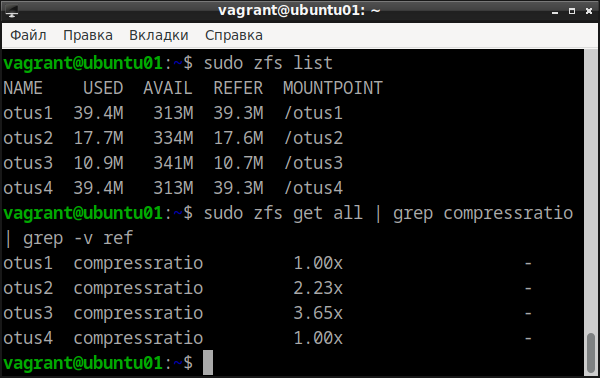 vagrant@ubuntu01: ~
Файл Правка Вкладки Справка
vagrant@ubuntu01:~$ sudo zfs list
NAME    USED  AVAIL  REFER  MOUNTPOINT
otus1  39.4M   313M  39.3M  /otus1
otus2  17.7M   334M  17.6M  /otus2
otus3  10.9M   341M  10.7M  /otus3
otus4  39.4M   313M  39.3M  /otus4
vagrant@ubuntu01:~$ sudo zfs get all | grep compressratio
| grep -v ref
otus1  compressratio         1.00x                  -
otus2  compressratio         2.23x                  -
otus3  compressratio         3.65x                  -
otus4  compressratio         1.00x                  -
vagrant@ubuntu01:~$